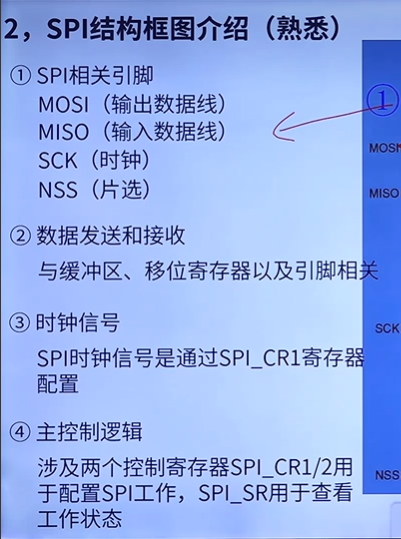 2，SPI结构框图介绍（熟悉）
① SPI相关引脚
MOSI（输出数据线）
MISO（输入数据线）
SCK（时钟）
NSS（片选）
② 数据发送和接收
与缓冲区、移位寄存器以及引脚相关
③ 时钟信号
SPI时钟信号是通过SPI_CR1寄存器
配置
④ 主控制逻辑
涉及两个控制寄存器SPI_CR1/2用
于配置SPI工作，SPI_SR用于查看
工作状态
①
MOSI
MISO
SCK
NSS